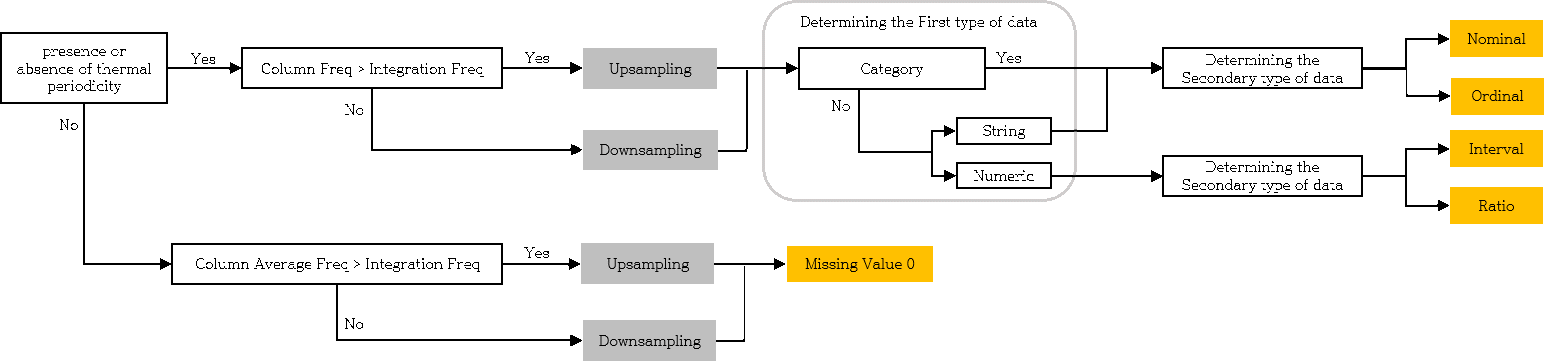 presence or
absence of thermal
periodicity
Yes
No
Column Freq > Integration Freq
Yes
No
Upsampling
Downsampling
Determining the First type of data
Category
Yes
No
String
Numeric
Determining the
Secondary type of data
Nominal
Ordinal
Determining the
Secondary type of data
Interval
Ratio
Column Average Freq > Integration Freq
Yes
No
Upsampling
Downsampling
Missing Value 0